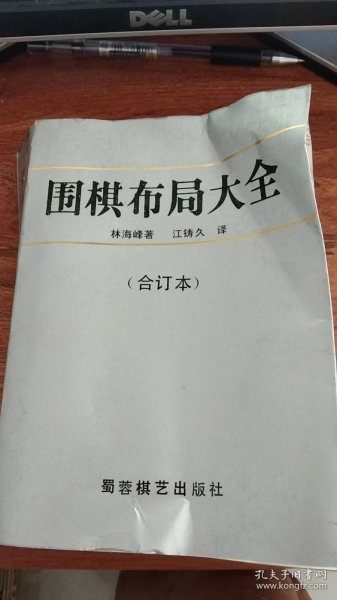 DELL
围棋布局大全
林海峰著 江铸久 译
(合订本)
蜀蓉棋艺出版社
孔夫子旧书网
www.kongfz.com